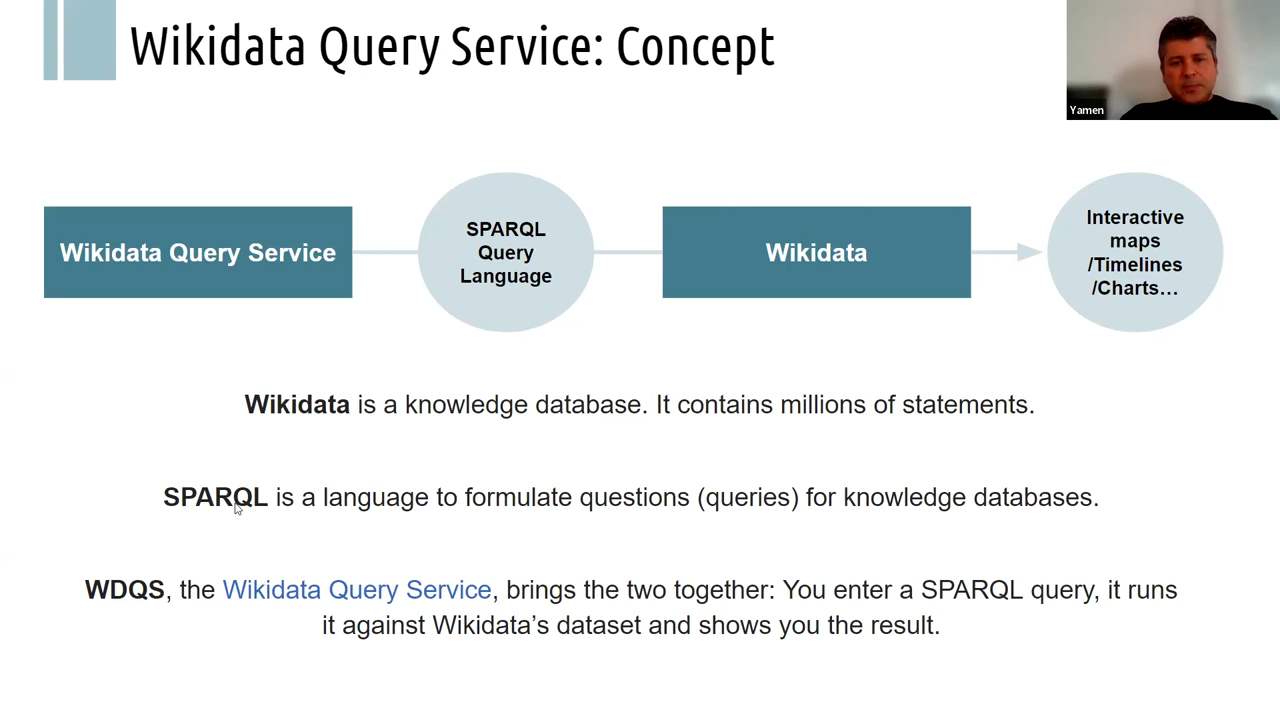 Wikidata Query Service: Concept
Yamen
Wikidata Query Service
SPARQL
Query
Language
Wikidata
Interactive
maps
/Timelines
/Charts…
Wikidata is a knowledge database. It contains millions of statements.
SPARQL is a language to formulate questions (queries) for knowledge databases.
WDQS, the Wikidata Query Service, brings the two together: You enter a SPARQL query, it runs
it against Wikidata’s dataset and shows you the result.